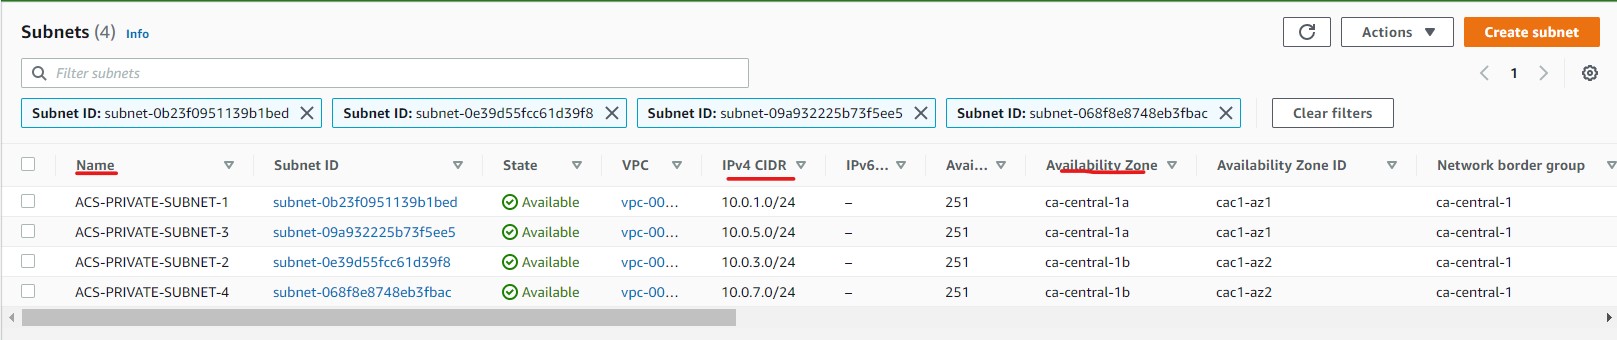 Subnets (4) Info
Actions
Create subnet
Filter subnets
1
Subnet ID: subnet-0b23f0951139b1bed
Subnet ID: subnet-0e39d55fcc61d39f8
Subnet ID: subnet-09a932225b73f5ee5
Subnet ID: subnet-068f8e8748eb3fbac
Clear filters
Name Subnet ID State VPC IPv4 CIDR IPv6... Avai... Availability Zone Availability Zone ID Network border group
ACS-PRIVATE-SUBNET-1 subnet-0b23f0951139b1bed Available vpc-00... 10.0.1.0/24 – 251 ca-central-1a cac1-az1 ca-central-1
ACS-PRIVATE-SUBNET-3 subnet-09a932225b73f5ee5 Available vpc-00... 10.0.5.0/24 – 251 ca-central-1a cac1-az1 ca-central-1
ACS-PRIVATE-SUBNET-2 subnet-0e39d55fcc61d39f8 Available vpc-00... 10.0.3.0/24 – 251 ca-central-1b cac1-az2 ca-central-1
ACS-PRIVATE-SUBNET-4 subnet-068f8e8748eb3fbac Available vpc-00... 10.0.7.0/24 – 251 ca-central-1b cac1-az2 ca-central-1